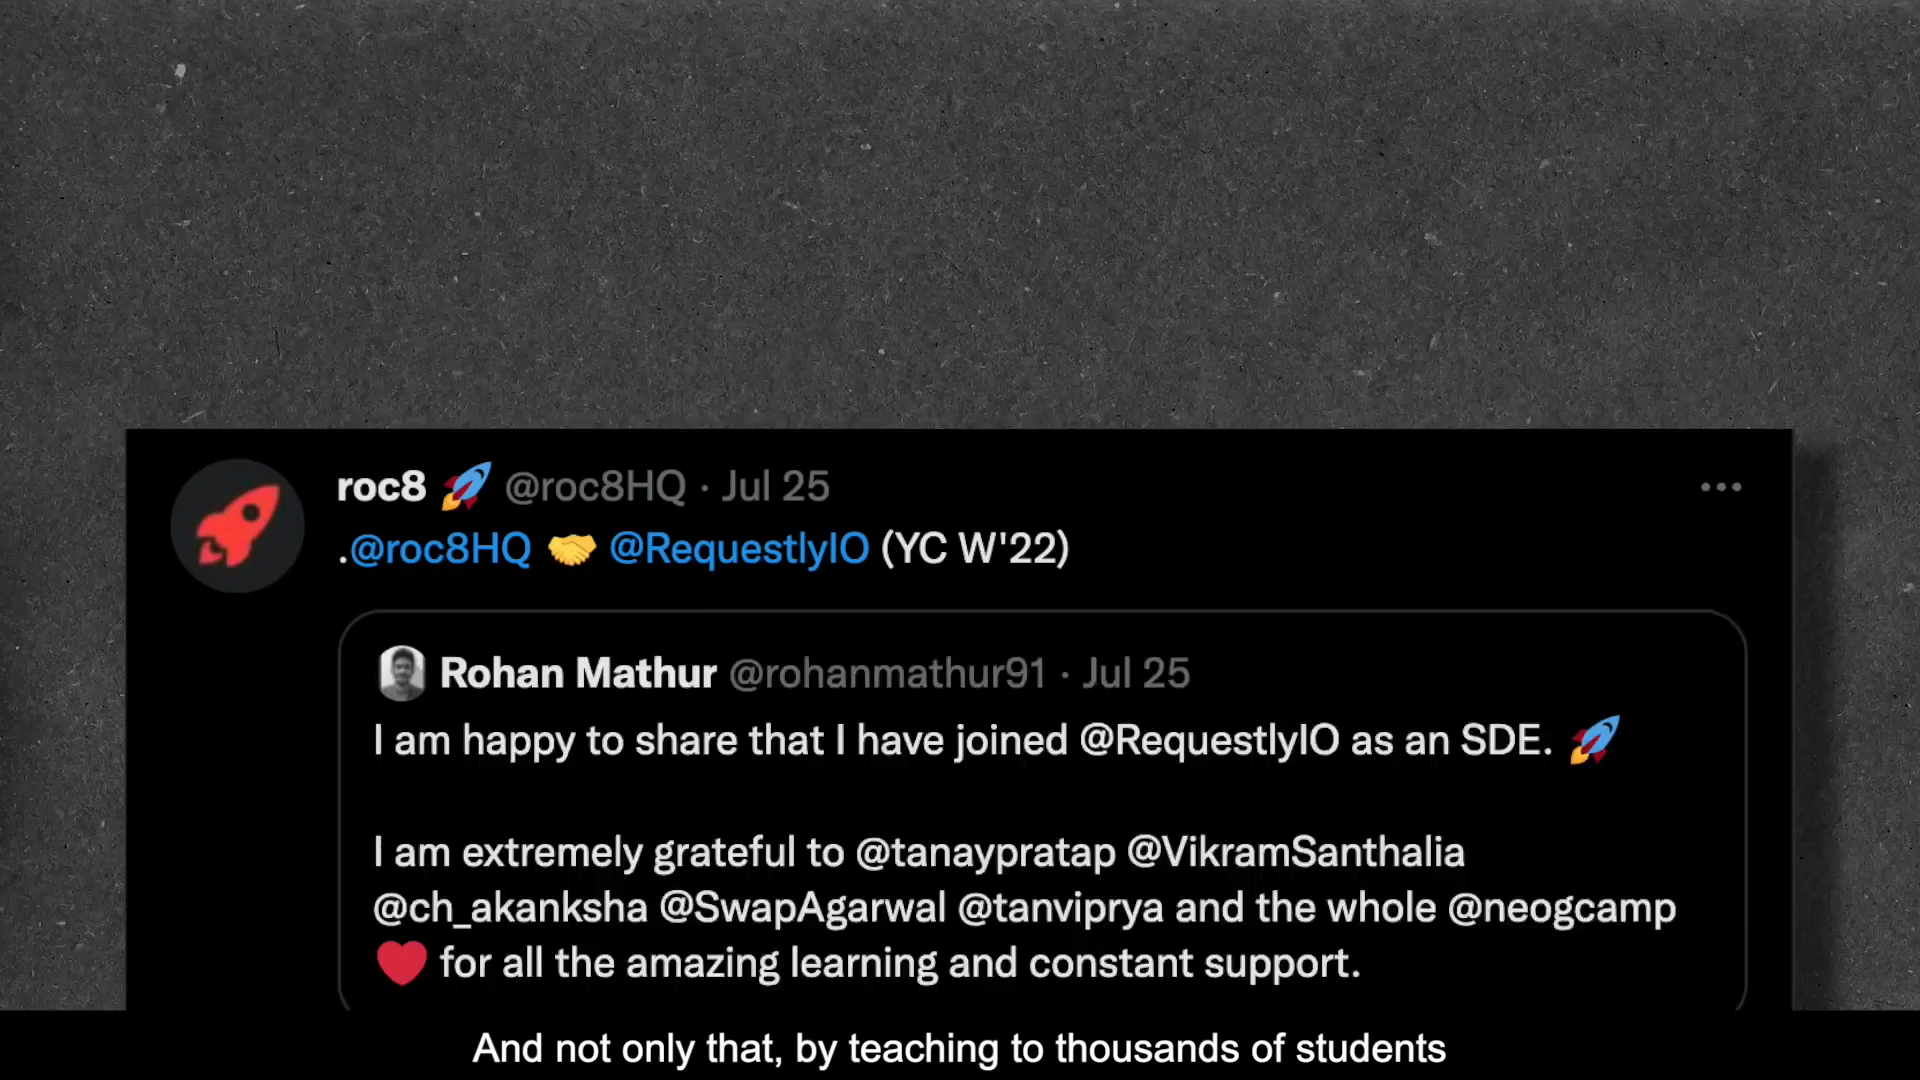 roc8 🚀 @roc8HQ · Jul 25
.@roc8HQ 🤝 @RequestlyIO (YC W'22)
Rohan Mathur @rohanmathur91 · Jul 25
I am happy to share that I have joined @RequestlyIO as an SDE. 🚀
I am extremely grateful to @tanaypratap @VikramSanthalia
@ch_akanksha @SwapAgarwal @tanviprya and the whole @neogcamp
❤️ for all the amazing learning and constant support.
And not only that, by teaching to thousands of students